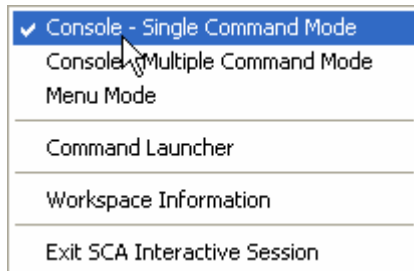 Console - Single Command Mode
Console - Multiple Command Mode
Menu Mode
Command Launcher
Workspace Information
Exit SCA Interactive Session